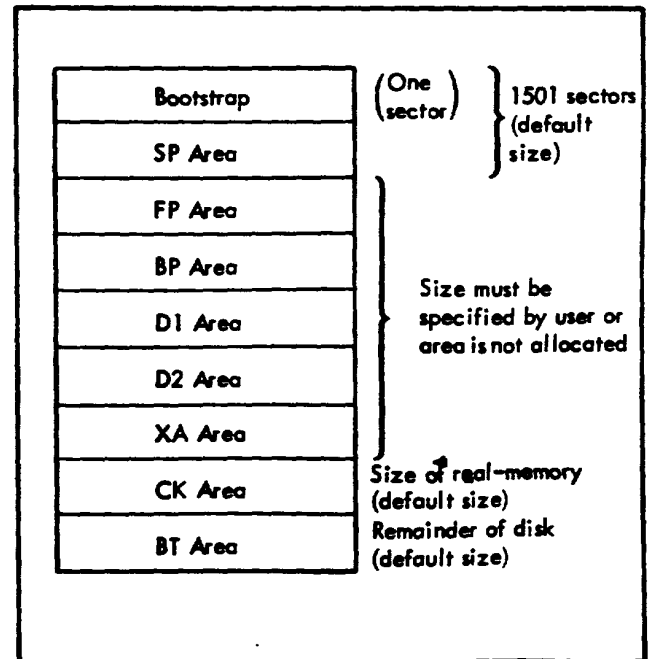 Bootstrap
(One
sector)
1501 sectors
(default
size)
SP Area
FP Area
BP Area
D1 Area
D2 Area
XA Area
Size must be
specified by user or
area is not allocated
CK Area
Size of real-memory
(default size)
BT Area
Remainder of disk
(default size)